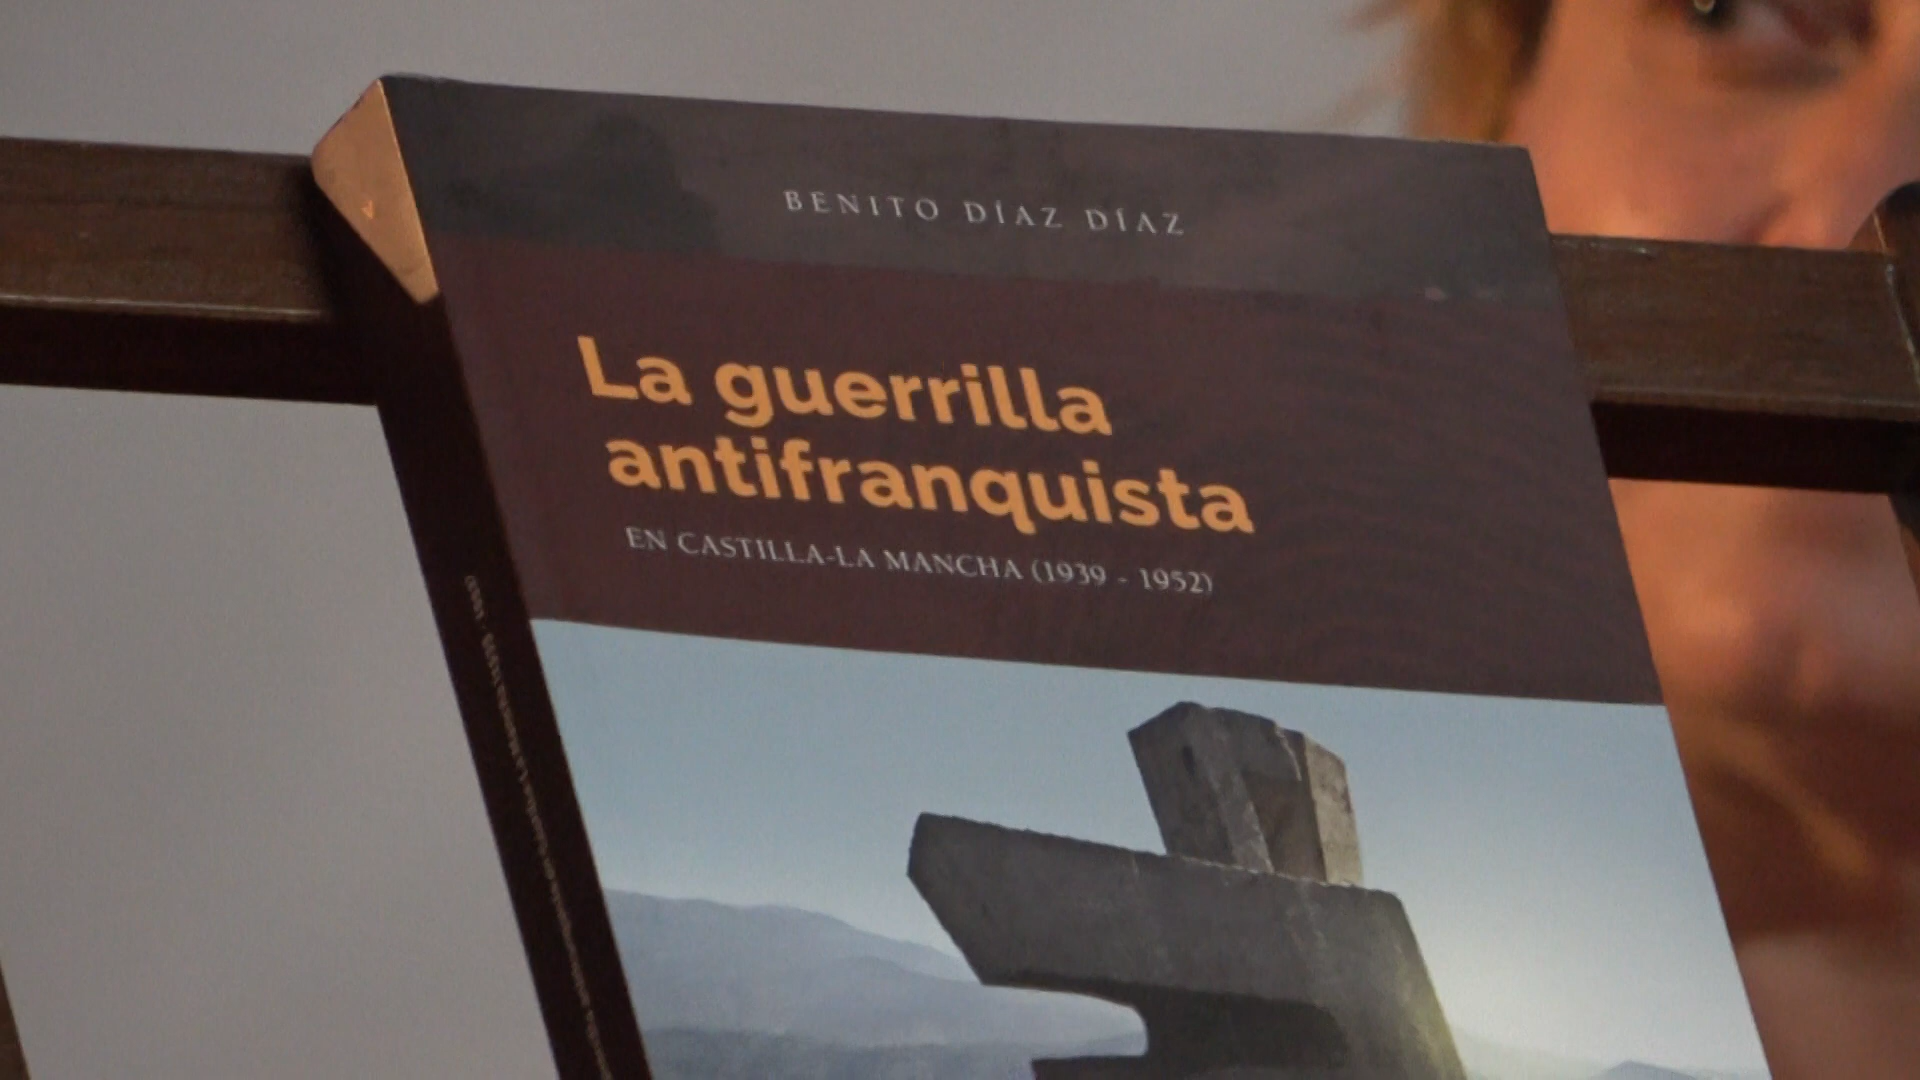 BENITO DÍAZ DÍAZ
La guerrilla
antifranquista
EN CASTILLA-LA MANCHA (1939 - 1952)